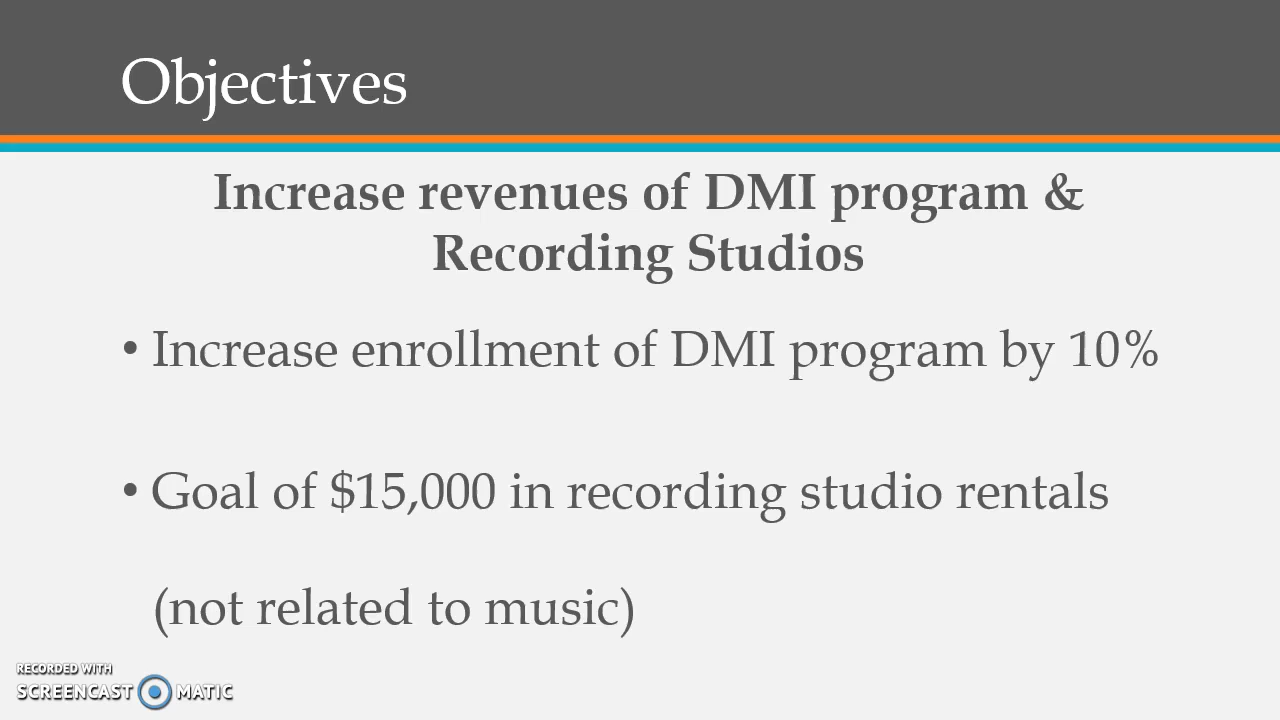 Objectives
Increase revenues of DMI program &
Recording Studios
• Increase enrollment of DMI program by 10%
• Goal of $15,000 in recording studio rentals
(not related to music)
RECORDED WITH
SCREENCAST MATIC